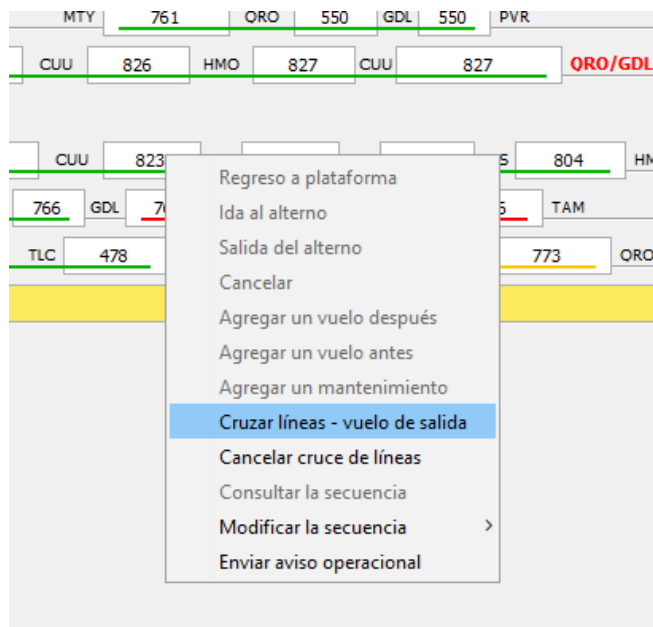 MTY 761 QRO 550 GDL 550 PVR
CUU 826 HMO 827 CUU 827 QRO/GDL
CUU 823 804
766 GDL TAM
TLC 478 773 QRO
Regreso a plataforma
Ida al alterno
Salida del alterno
Cancelar
Agregar un vuelo después
Agregar un vuelo antes
Agregar un mantenimiento
Cruzar líneas - vuelo de salida
Cancelar cruce de líneas
Consultar la secuencia
Modificar la secuencia
Enviar aviso operacional